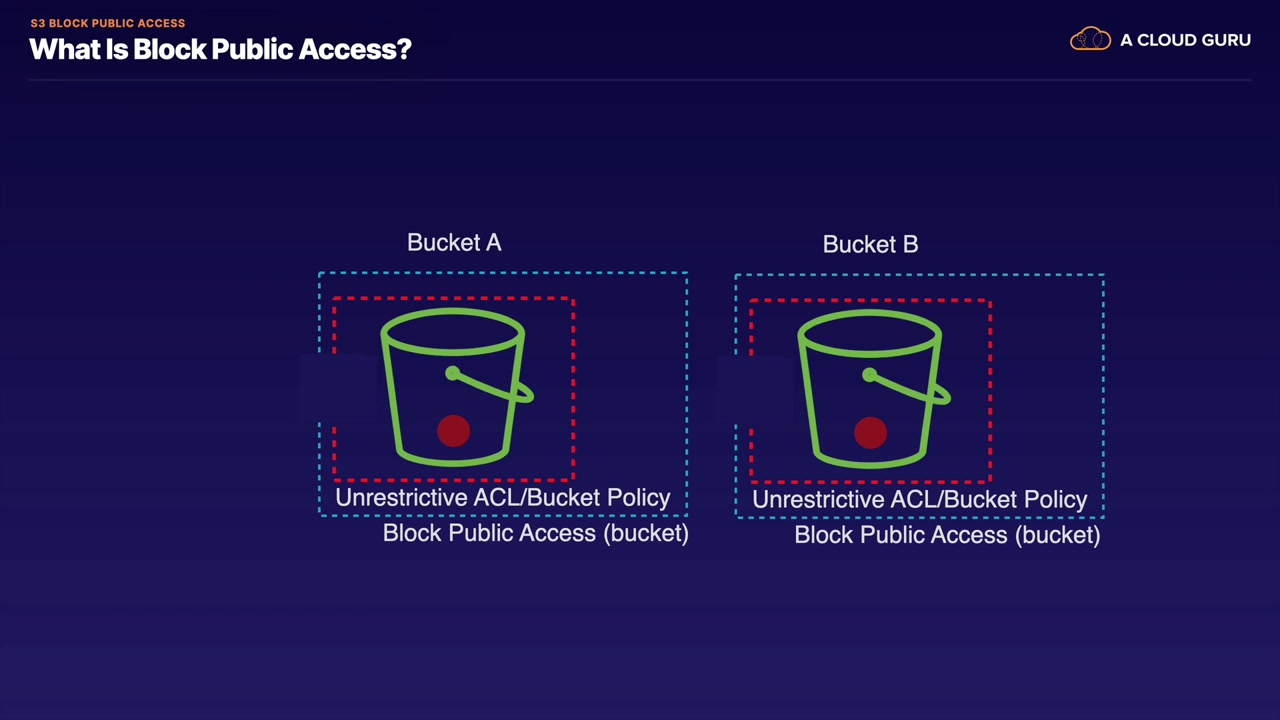 S3 BLOCK PUBLIC ACCESS
What Is Block Public Access?
A CLOUD GURU
Bucket A
Bucket B
Unrestrictive ACL/Bucket Policy
Unrestrictive ACL/Bucket Policy
Block Public Access (bucket)
Block Public Access (bucket)